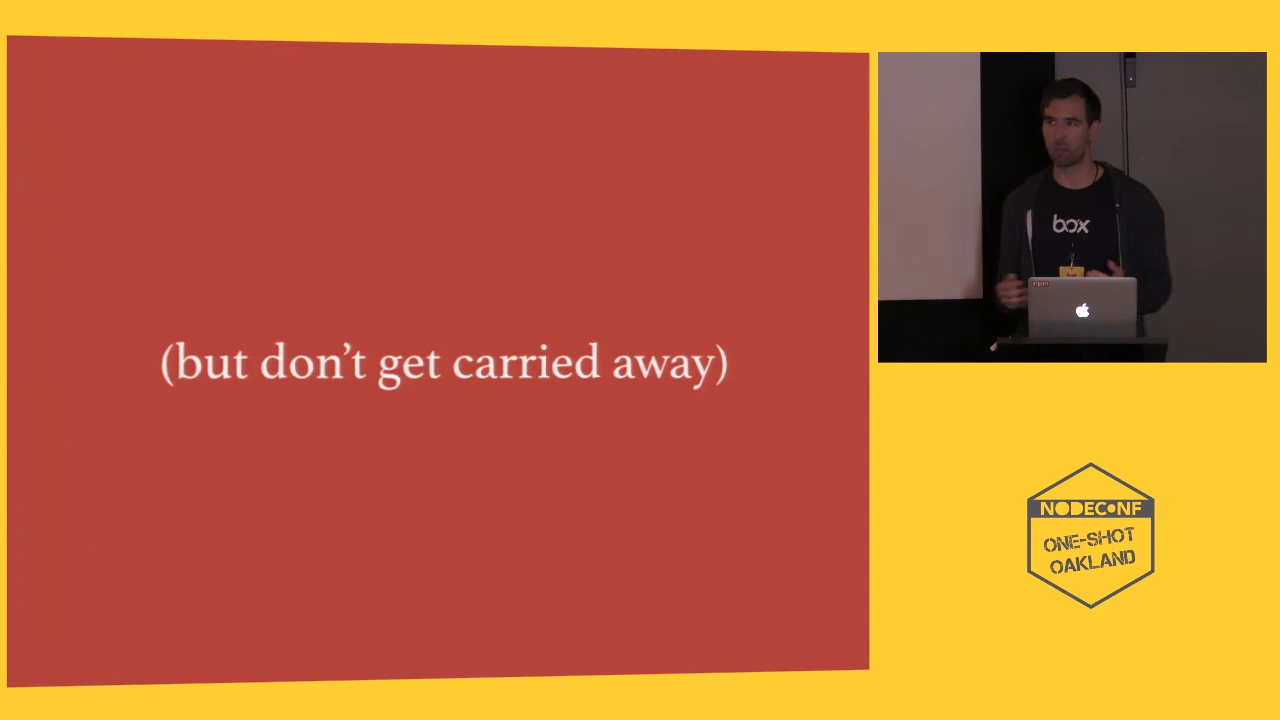 (but don’t get carried away)
box
NODECONF
ONE-SHOT
OAKLAND